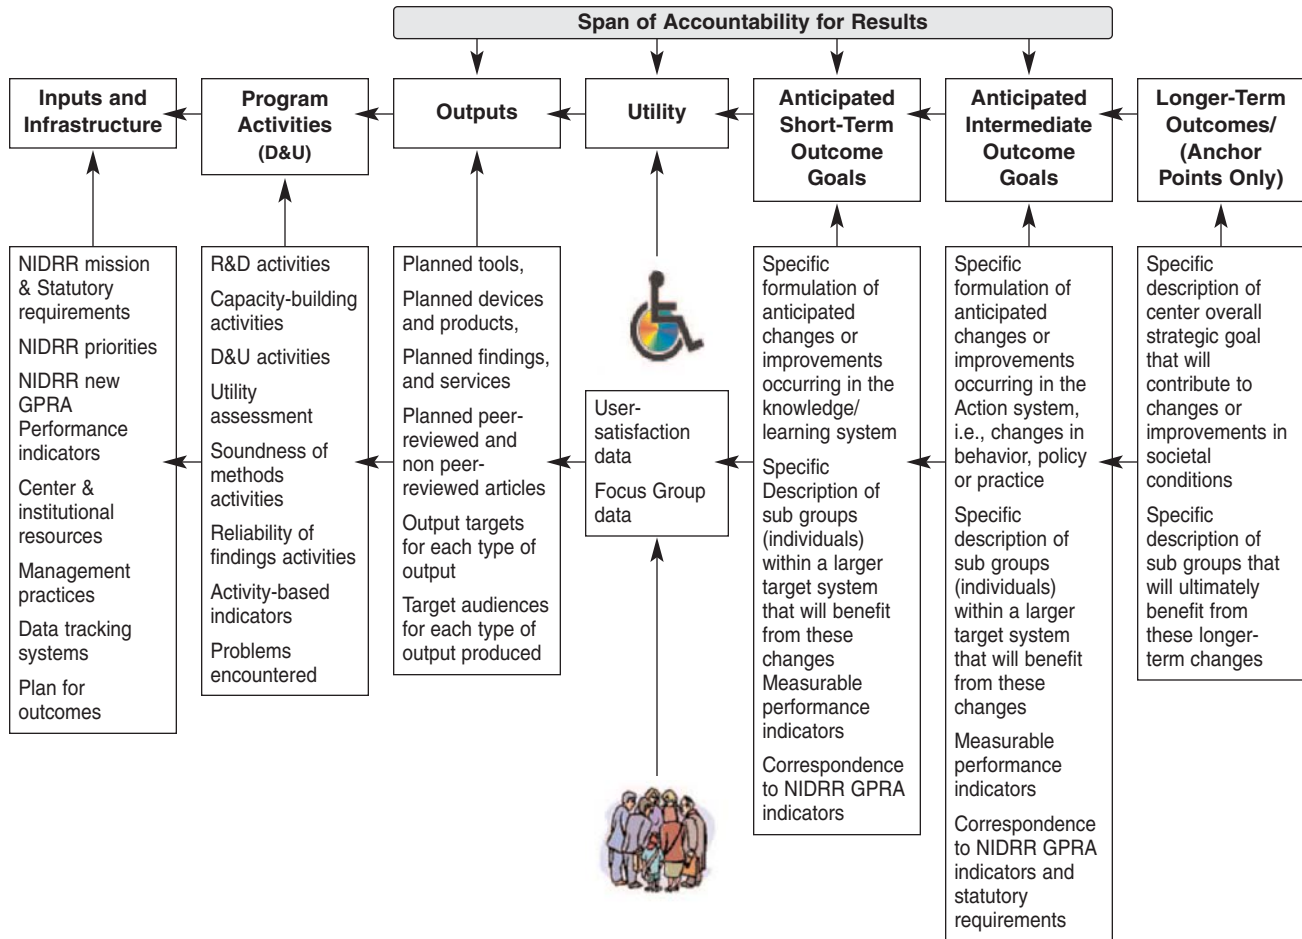 Span of Accountability for Results
Inputs and
Infrastructure
Program
Activities
(D&U)
Outputs
Utility
Anticipated
Short-Term
Outcome
Goals
Anticipated
Intermediate
Outcome
Goals
Longer-Term
Outcomes/
(Anchor
Points Only)
NIDRR mission
& Statutory
requirements
NIDRR priorities
NIDRR new
GPRA
Performance
indicators
Center &
institutional
resources
Management
practices
Data tracking
systems
Plan for
outcomes
R&D activities
Capacity-building
activities
D&U activities
Utility
assessment
Soundness of
methods
activities
Reliability of
findings activities
Activity-based
indicators
Problems
encountered
Planned tools,
Planned devices
and products,
Planned findings,
and services
Planned peer-
reviewed and
non peer-
reviewed articles
Output targets
for each type of
output
Target audiences
for each type of
output produced
User-
satisfaction
data
Focus Group
data
Specific
formulation of
anticipated
changes or
improvements
occurring in the
knowledge/
learning system
Specific
Description of
sub groups
(individuals)
within a larger
target system
that will benefit
from these
changes
Measurable
performance
indicators
Correspondence
to NIDRR GPRA
indicators
Specific
formulation of
anticipated
changes or
improvements
occurring in the
Action system,
i.e., changes in
behavior, policy
or practice
Specific
description of
sub groups
(individuals)
within a larger
target system
that will benefit
from these
changes
Measurable
performance
indicators
Correspondence
to NIDRR GPRA
indicators and
statutory
requirements
Specific
description of
center overall
strategic goal
that will
contribute to
changes or
improvements in
societal
conditions
Specific
description of
sub groups that
will ultimately
benefit from
these longer-
term changes